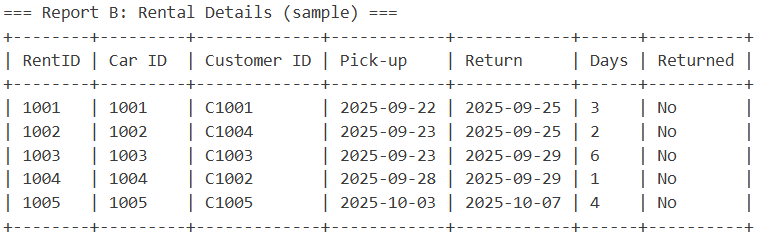 === Report B: Rental Details (sample) ===
+--------+---------+-------------+------------+------------+------+----------+
| RentID | Car ID  | Customer ID | Pick-up    | Return     | Days | Returned |
+--------+---------+-------------+------------+------------+------+----------+
| 1001   | 1001    | C1001       | 2025-09-22 | 2025-09-25 | 3    | No       |
| 1002   | 1002    | C1004       | 2025-09-23 | 2025-09-25 | 2    | No       |
| 1003   | 1003    | C1003       | 2025-09-23 | 2025-09-29 | 6    | No       |
| 1004   | 1004    | C1002       | 2025-09-28 | 2025-09-29 | 1    | No       |
| 1005   | 1005    | C1005       | 2025-10-03 | 2025-10-07 | 4    | No       |
+--------+---------+-------------+------------+------------+------+----------+